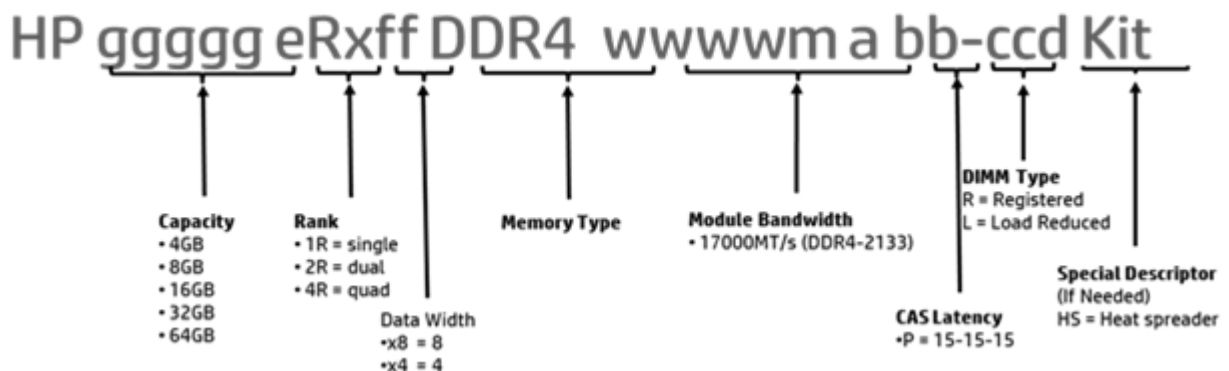 HP ggggg eRxff DDR4 wwwwm a bb-ccd Kit
Capacity
• 4GB
• 8GB
• 16GB
• 32GB
• 64GB
Rank
• 1R = single
• 2R = dual
• 4R = quad
Data Width
•x8 = 8
•x4 = 4
Memory Type
Module Bandwidth
• 17000MT/s (DDR4-2133)
CAS Latency
•P = 15-15-15
DIMM Type
R = Registered
L = Load Reduced
Special Descriptor
(If Needed)
HS = Heat spreader